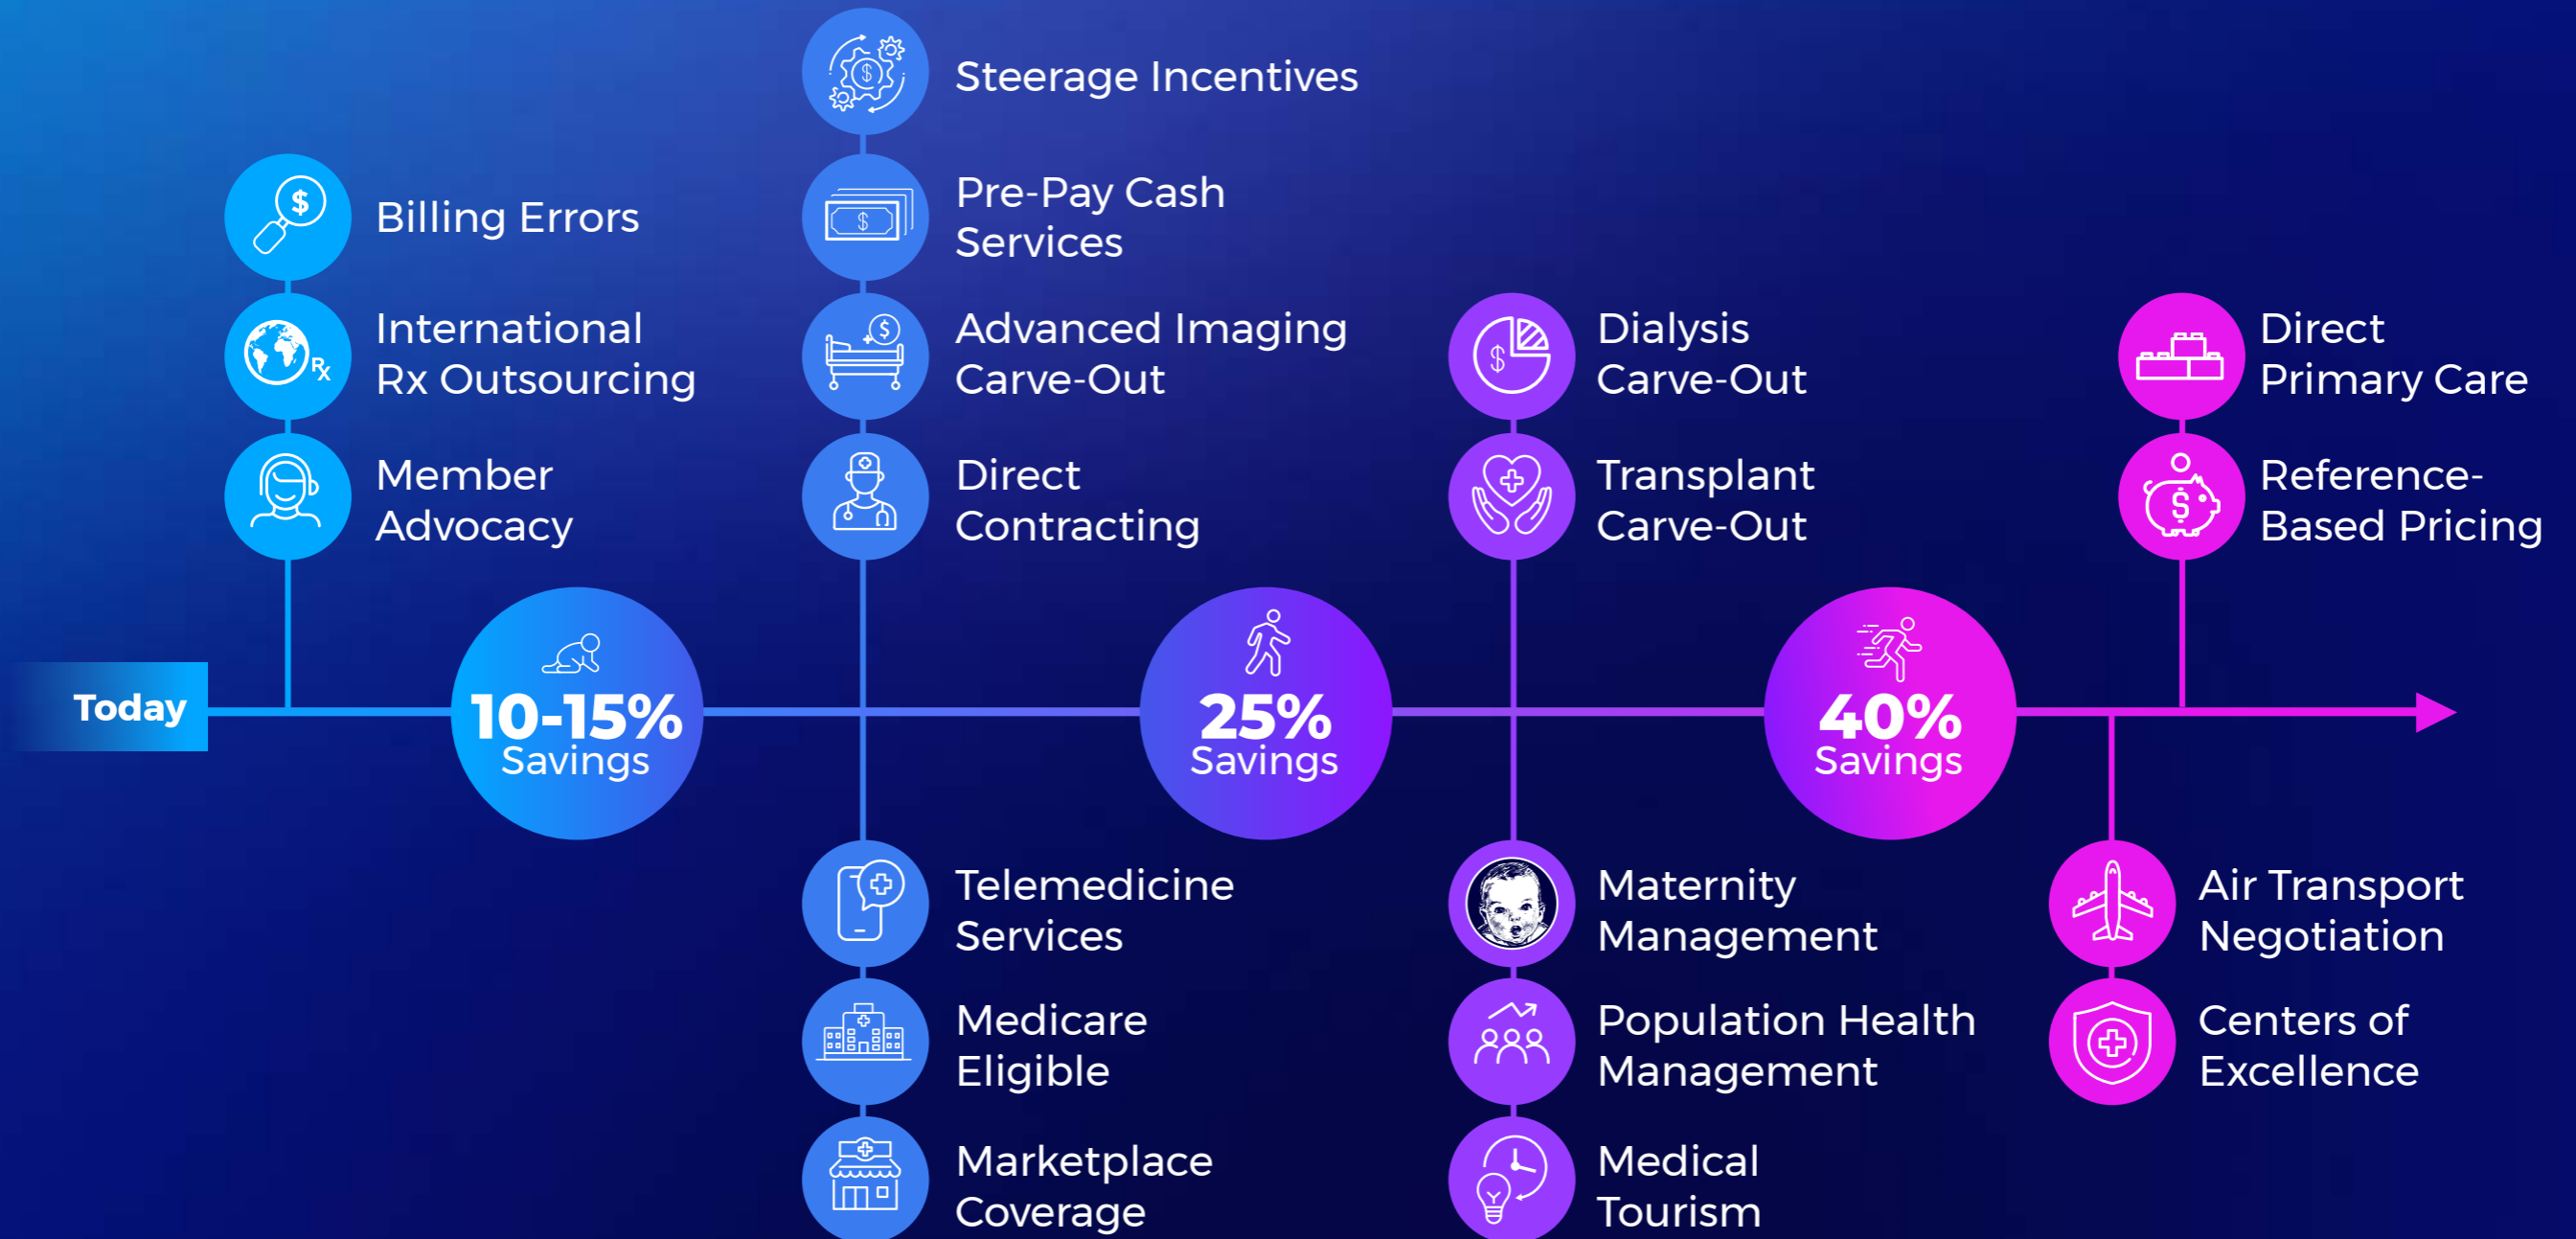 Steerage Incentives
Billing Errors
Pre-Pay Cash
Services
International
Rx Outsourcing
Rx
Advanced Imaging
Carve-Out
Dialysis
Carve-Out
Direct
Primary Care
Member
Advocacy
Direct
Contracting
Transplant
Carve-Out
Reference-
Based Pricing
Today
10-15%
Savings
25%
Savings
40%
Savings
Telemedicine
Services
Maternity
Management
Air Transport
Negotiation
Medicare
Eligible
Population Health
Management
Centers of
Excellence
Marketplace
Coverage
Medical
Tourism